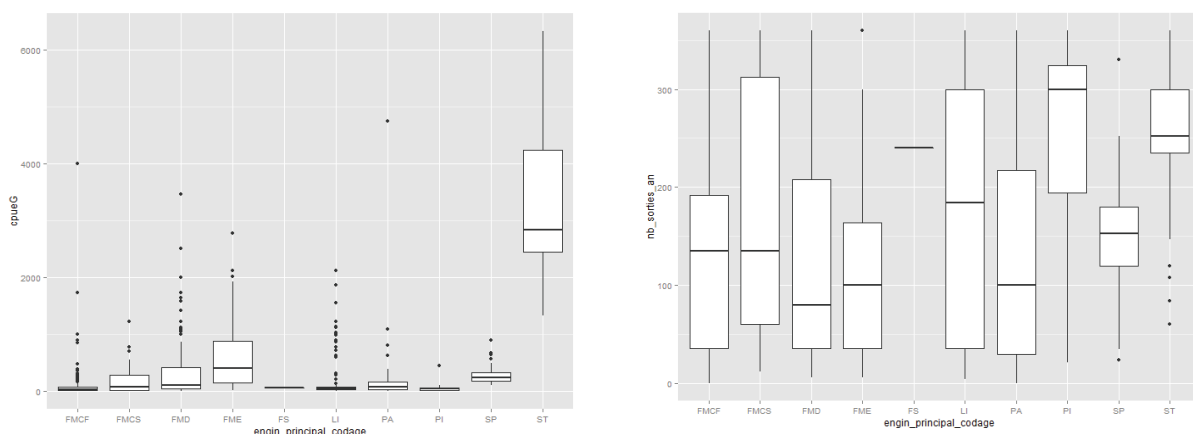 6000
4000
2000
0
cpueG
FMCF FMCS FMD FME FS LI PA PI SP ST
engin_principal_codage
300
200
100
0
nb_sorties_an
FMCF FMCS FMD FME FS LI PA PI SP ST
engin_principal_codage